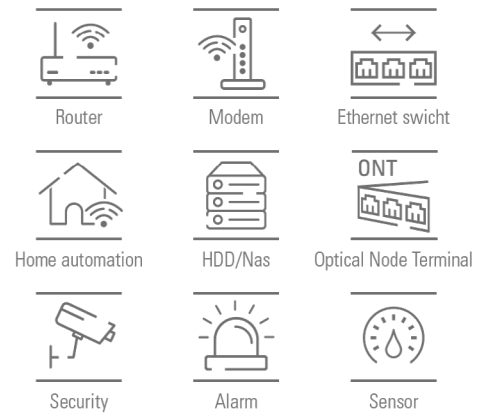 Router
Modem
Ethernet swicht
Home automation
HDD/Nas
ONT
Optical Node Terminal
Security
Alarm
Sensor